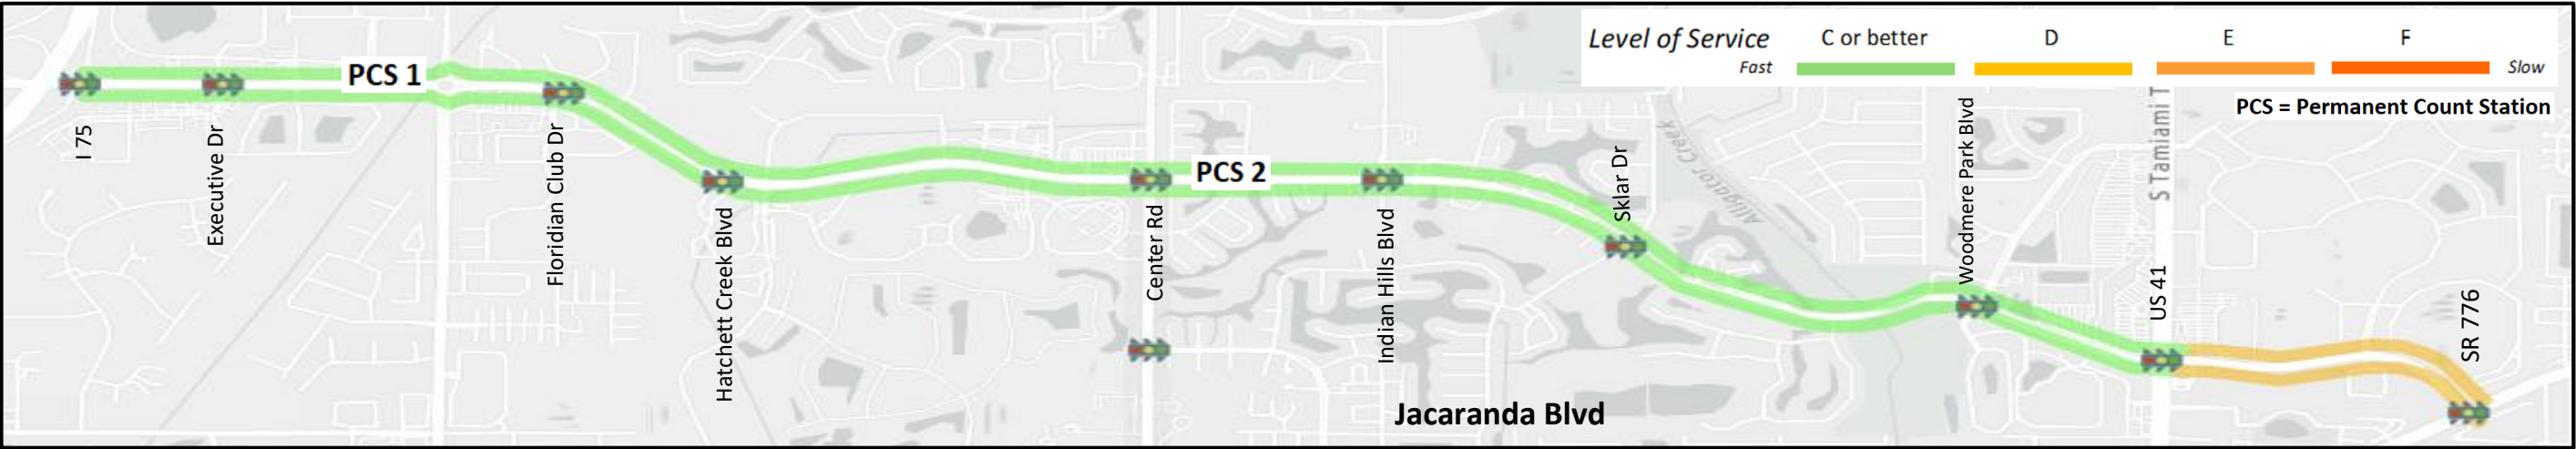 Level of Service
C or better
D
E
F
Fast
Slow
PCS = Permanent Count Station
PCS 1
PCS 2
I 75
Executive Dr
Floridian Club Dr
Hatchett Creek Blvd
Center Rd
Indian Hills Blvd
Sklar Dr
Alligator Creek
Woodmere Park Blvd
S Tamiami T
US 41
SR 776
Jacaranda Blvd